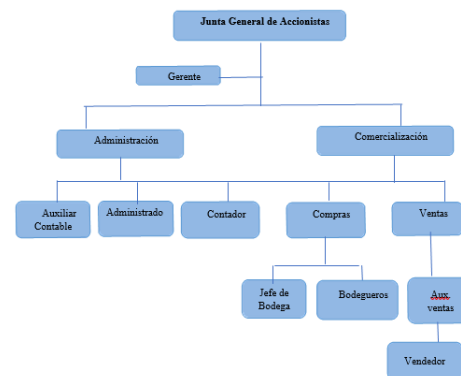 Junta General de Accionistas
Gerente
Administración
Comercialización
Auxiliar
Contable
Administrado
Contador
Compras
Ventas
Jefe de
Bodega
Bodegueros
Aux
ventas
Vendedor